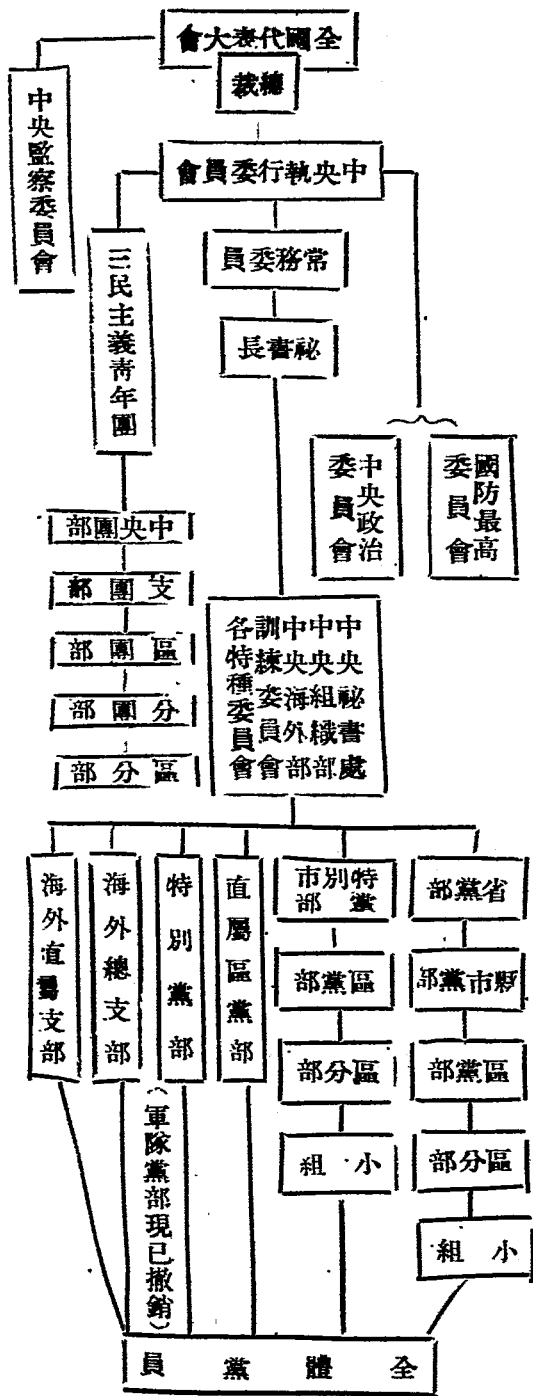 全國代表大會
總裁
中央監察委員會
中央執行委員會
三民主義青年團
常務委員
祕書長
國防最高
委員會
中央政治
委員會
中央團部
支團部
區團部
分團部
區分部
中央祕書處
中央組織部
中央海外部
訓練委員會
各特種委員會
省黨部
縣市黨部
區黨部
區分部
小組
特別市
黨部
區黨部
區分部
小組
直屬區黨部
特別黨部
(軍隊黨部現已撤銷)
海外總支部
海外直屬支部
全體黨員